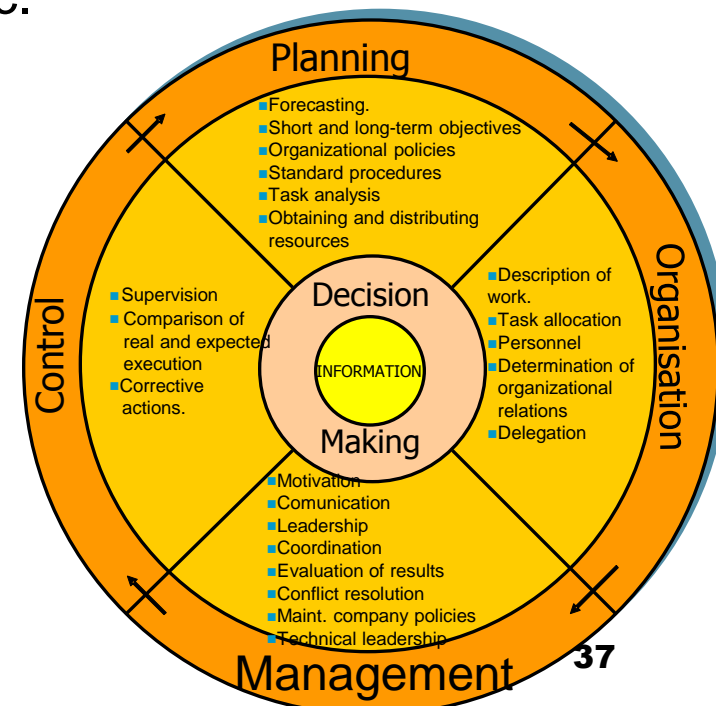 Planning
■Forecasting.
■Short and long-term objectives
■Organizational policies
■Standard procedures
■Task analysis
■Obtaining and distributing
resources
Control
■Supervision
■Comparison of
real and expected
execution
■Corrective
actions.
Decision
INFORMATION
Making
■Description of
work.
■Task allocation
■Personnel
■Determination of
organizational
relations
■Delegation
Organisation
■Motivation
■Comunication
■Leadership
■Coordination
■Evaluation of results
■Conflict resolution
■Maint. company policies
■Technical leadership
Management
37